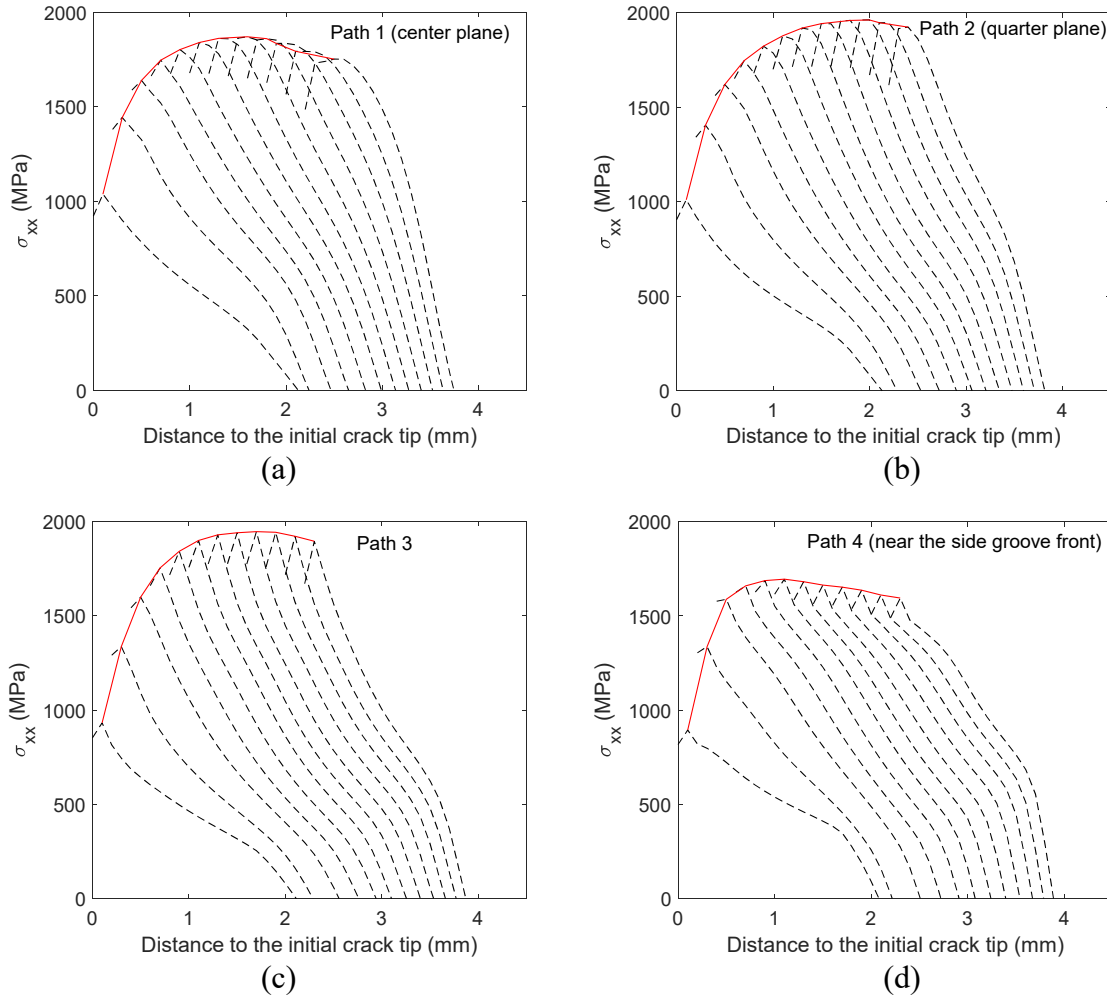 Path 1 (center plane)
2000
1500
1000
500
0
σxx (MPa)
0 1 2 3 4
Distance to the initial crack tip (mm)
(a)
Path 2 (quarter plane)
2000
1500
1000
500
0
σxx (MPa)
0 1 2 3 4
Distance to the initial crack tip (mm)
(b)
Path 3
2000
1500
1000
500
0
σxx (MPa)
0 1 2 3 4
Distance to the initial crack tip (mm)
(c)
Path 4 (near the side groove front)
2000
1500
1000
500
0
σxx (MPa)
0 1 2 3 4
Distance to the initial crack tip (mm)
(d)